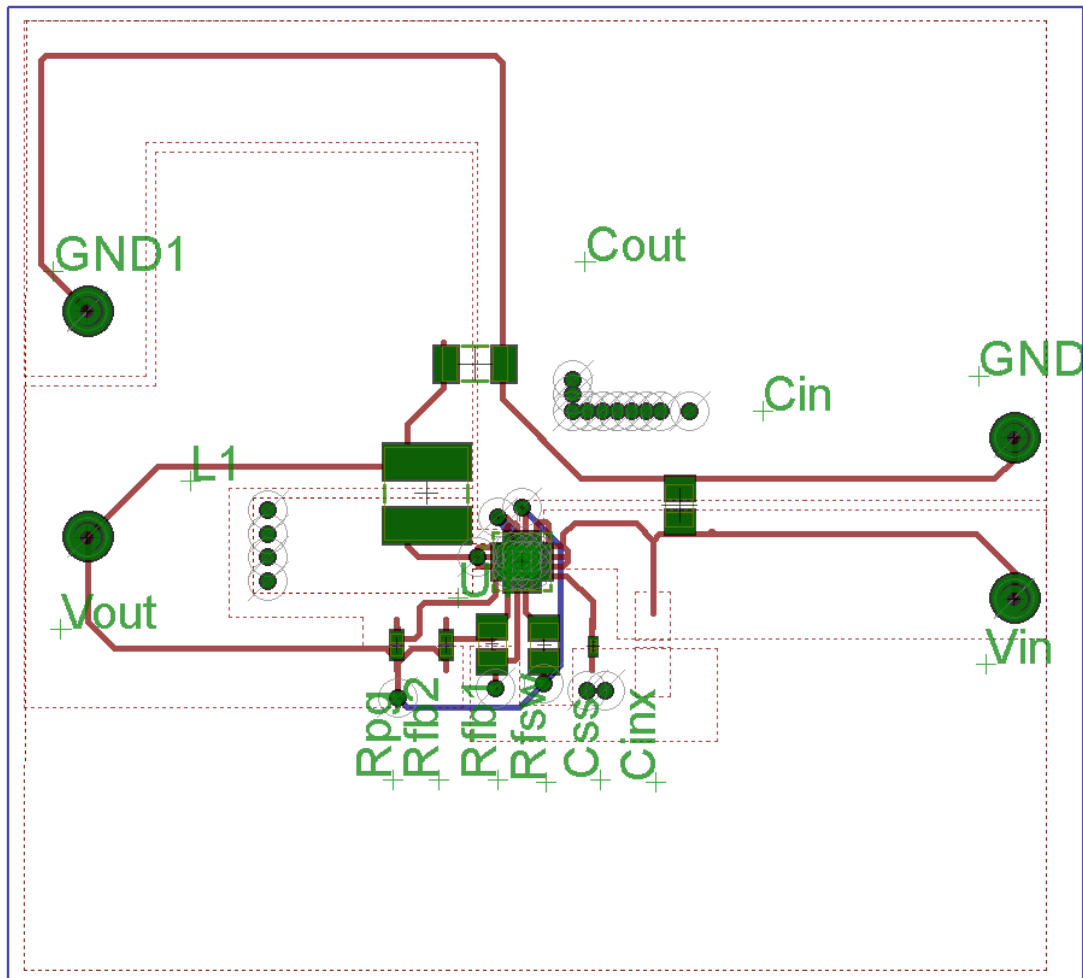 GND1
Cout
GND
Cin
L1
U
Vout
Vin
Rpg
Rfb2
Rfb1
Rfsw
Css
Cinx